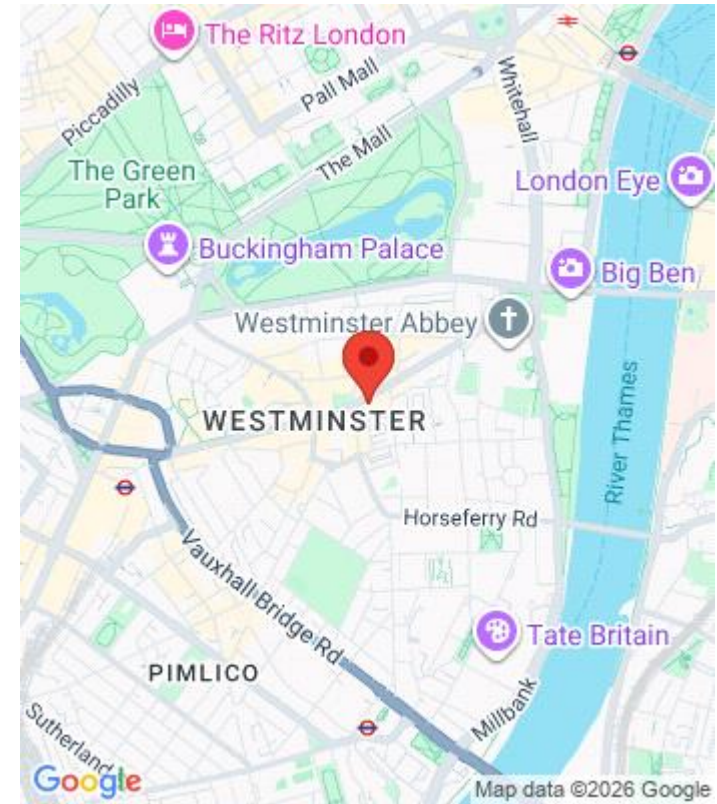 The Ritz London
Pall Mall
Whitehall
Piccadilly
The Mall
The Green
Park
London Eye
Buckingham Palace
Big Ben
Westminster Abbey
WESTMINSTER
River Thames
Horseferry Rd
Vauxhall Bridge Rd
Tate Britain
PIMLICO
Millbank
Sutherland
Google
Map data ©2026 Google